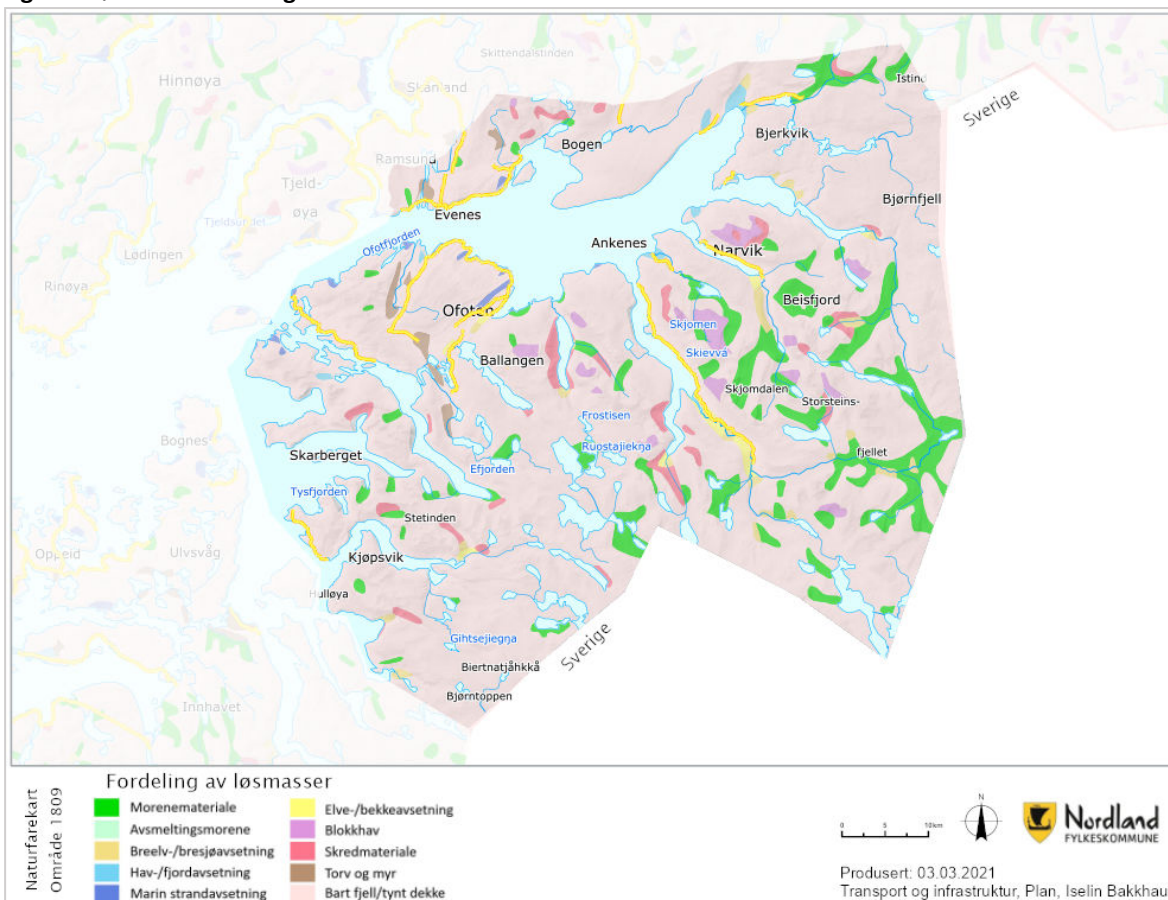 Skittendalstinden
Hinnøya
Skånland
Istind
Sverige
Bjerkvik
Bogen
Ramsund
Tjeld-
øya
Tjeldsundet
Bjørnfjell
Evenes
Lødingen
Ofotfjorden
Ankenes
Narvik
Rinøya
Beisfjord
Ofoten
Skjomen
Skievvá
Ballangen
Skjomdalen
Storsteins-
Frostisen
Bognes
Ruostajiekna
fjellet
Skarberget
Efjorden
Tysfjorden
Stetinden
Oppeid
Ulvsvåg
Kjøpsvik
Hulløya
Gihtsejiegŋa
Sverige
Biertnatjåhkkå
Bjørntoppen
Innhavet
Naturfarekart
Område 1809
Fordeling av løsmasser
Morenemateriale
Avsmeltingsmorene
Breelv-/bresjøavsetning
Hav-/fjordavsetning
Marin strandavsetning
Elve-/bekkeavsetning
Blokkhav
Skredmateriale
Torv og myr
Bart fjell/tynt dekke
0 5 10km
N
Nordland
FYLKESKOMMUNE
Produsert: 03.03.2021
Transport og infrastruktur, Plan, Iselin Bakkhau